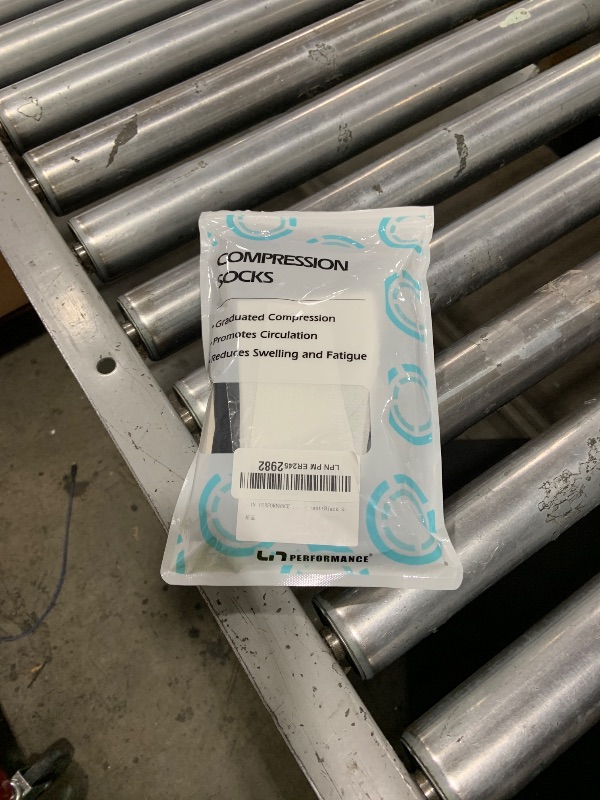 COMPRESSION
SOCKS
Graduated Compression
Promotes Circulation
Reduces Swelling and Fatigue
LPN PM ER2452982
PERFORMANCE®